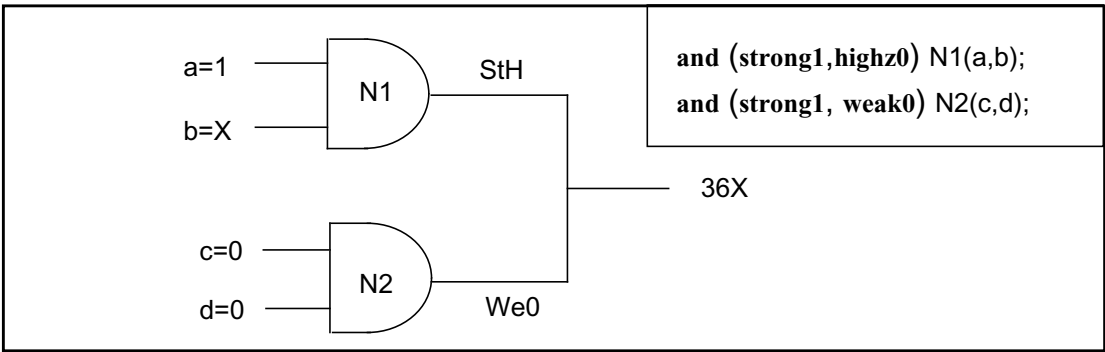 a=1
b=X
N1
StH
and (strong1,highz0) N1(a,b);
and (strong1, weak0) N2(c,d);
36X
c=0
d=0
N2
We0